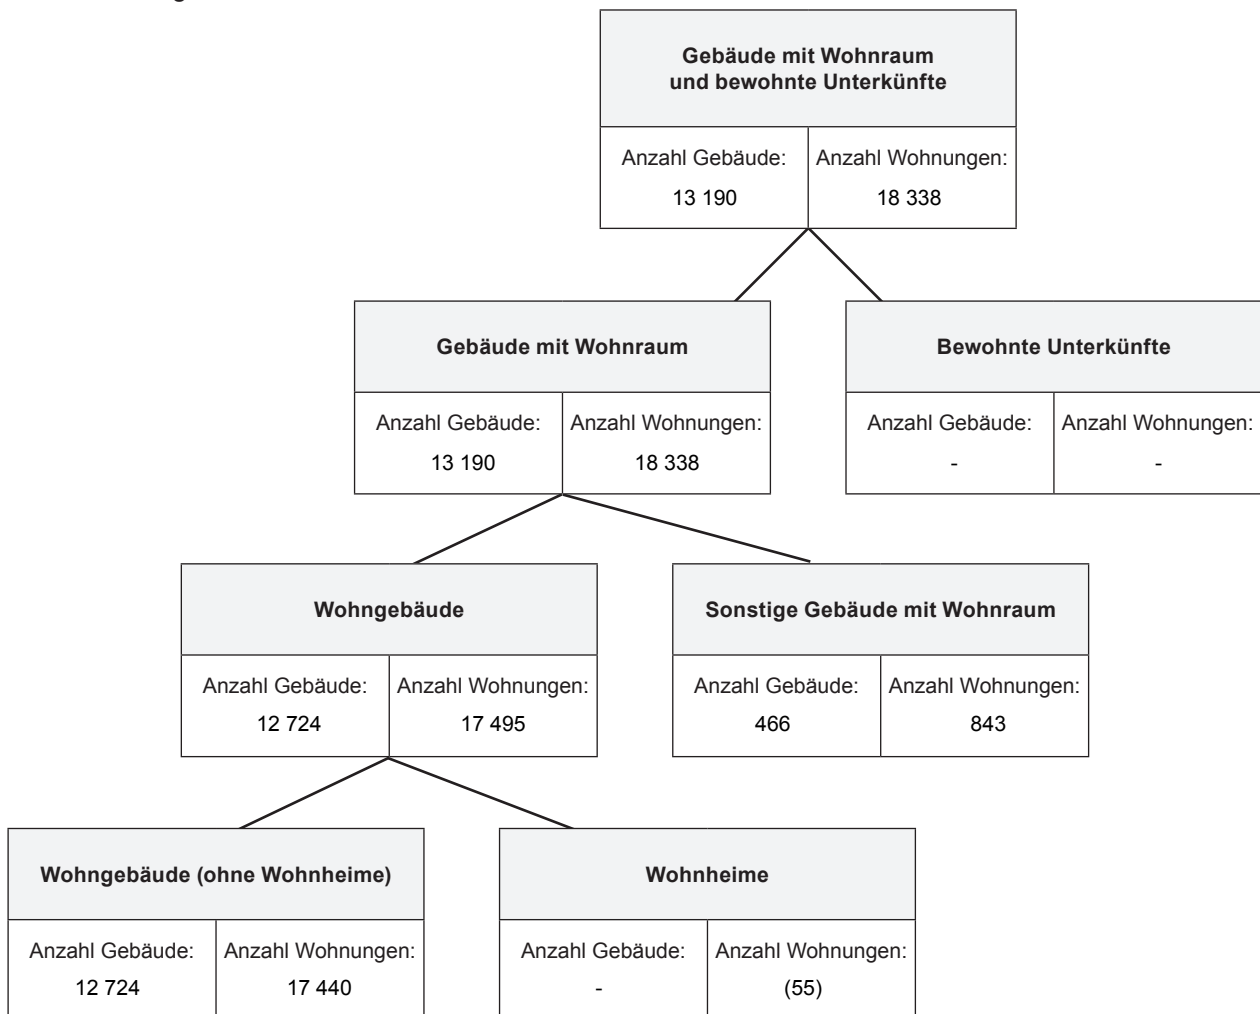 Gebäude mit Wohnraum
und bewohnte Unterkünfte
Anzahl Gebäude: Anzahl Wohnungen:
13 190 18 338
Gebäude mit Wohnraum
Anzahl Gebäude: Anzahl Wohnungen:
13 190 18 338
Bewohnte Unterkünfte
Anzahl Gebäude: Anzahl Wohnungen:
- -
Wohngebäude
Anzahl Gebäude: Anzahl Wohnungen:
12 724 17 495
Sonstige Gebäude mit Wohnraum
Anzahl Gebäude: Anzahl Wohnungen:
466 843
Wohngebäude (ohne Wohnheime)
Anzahl Gebäude: Anzahl Wohnungen:
12 724 17 440
Wohnheime
Anzahl Gebäude: Anzahl Wohnungen:
- (55)